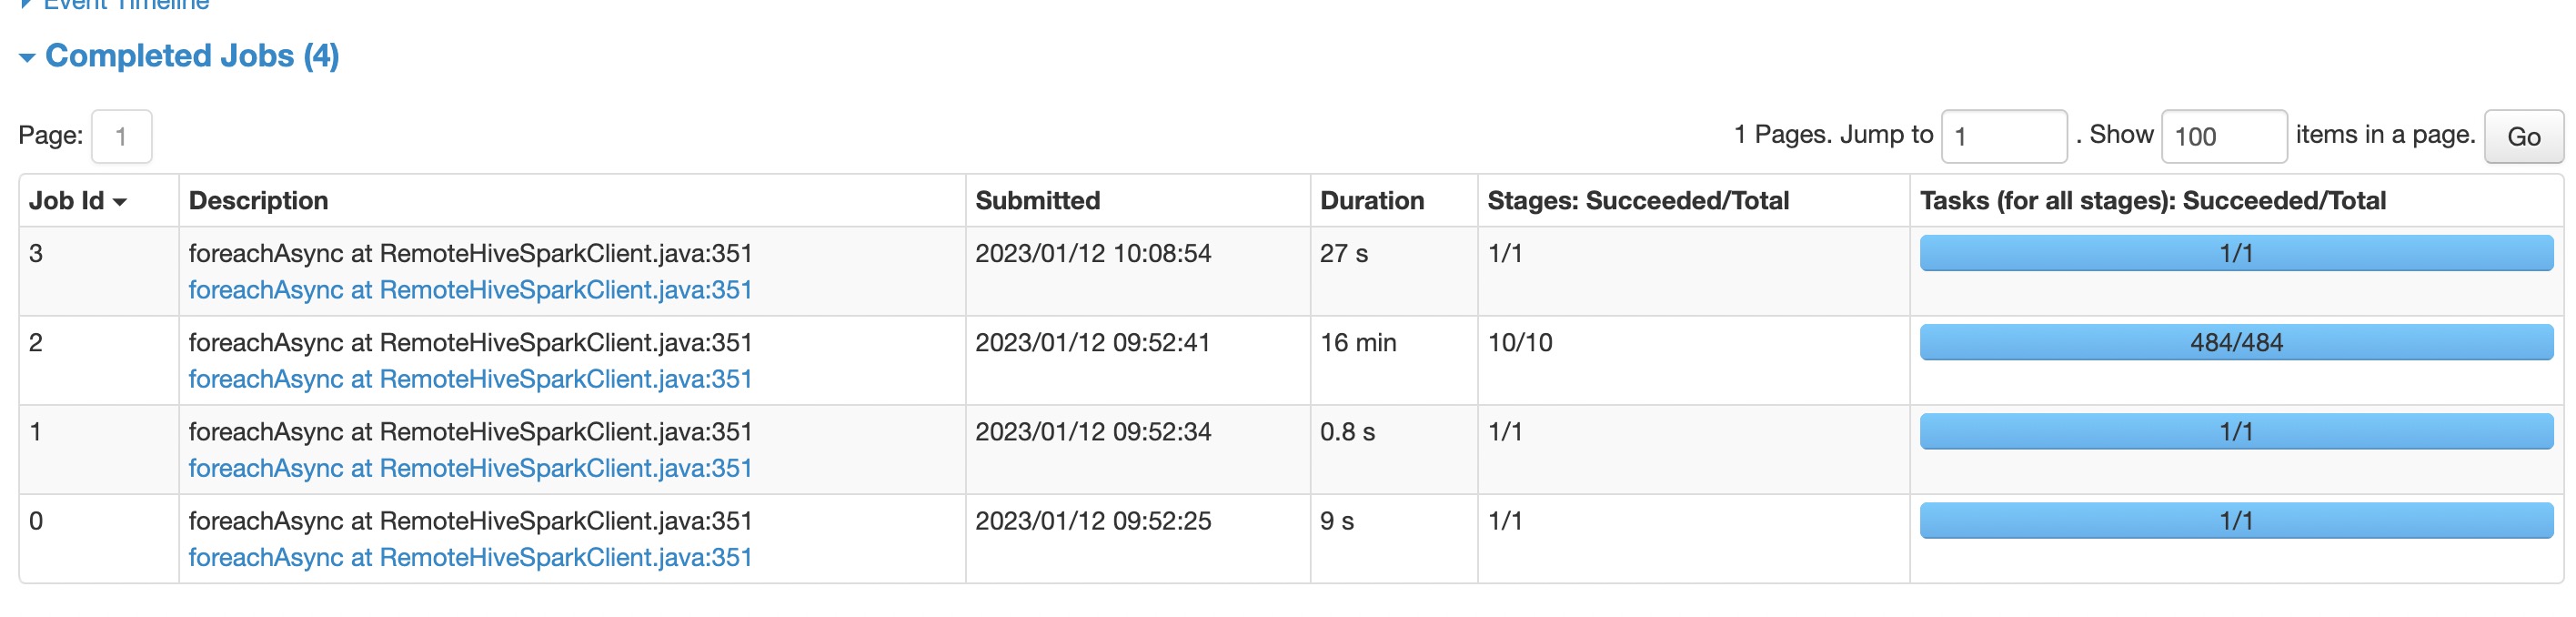 Event Timeline
Completed Jobs (4)
Page: 1 1 Pages. Jump to 1 . Show 100 items in a page. Go
Job Id Description Submitted Duration Stages: Succeeded/Total Tasks (for all stages): Succeeded/Total
3 foreachAsync at RemoteHiveSparkClient.java:351 2023/01/12 10:08:54 27 s 1/1 1/1
foreachAsync at RemoteHiveSparkClient.java:351
2 foreachAsync at RemoteHiveSparkClient.java:351 2023/01/12 09:52:41 16 min 10/10 484/484
foreachAsync at RemoteHiveSparkClient.java:351
1 foreachAsync at RemoteHiveSparkClient.java:351 2023/01/12 09:52:34 0.8 s 1/1 1/1
foreachAsync at RemoteHiveSparkClient.java:351
0 foreachAsync at RemoteHiveSparkClient.java:351 2023/01/12 09:52:25 9 s 1/1 1/1
foreachAsync at RemoteHiveSparkClient.java:351